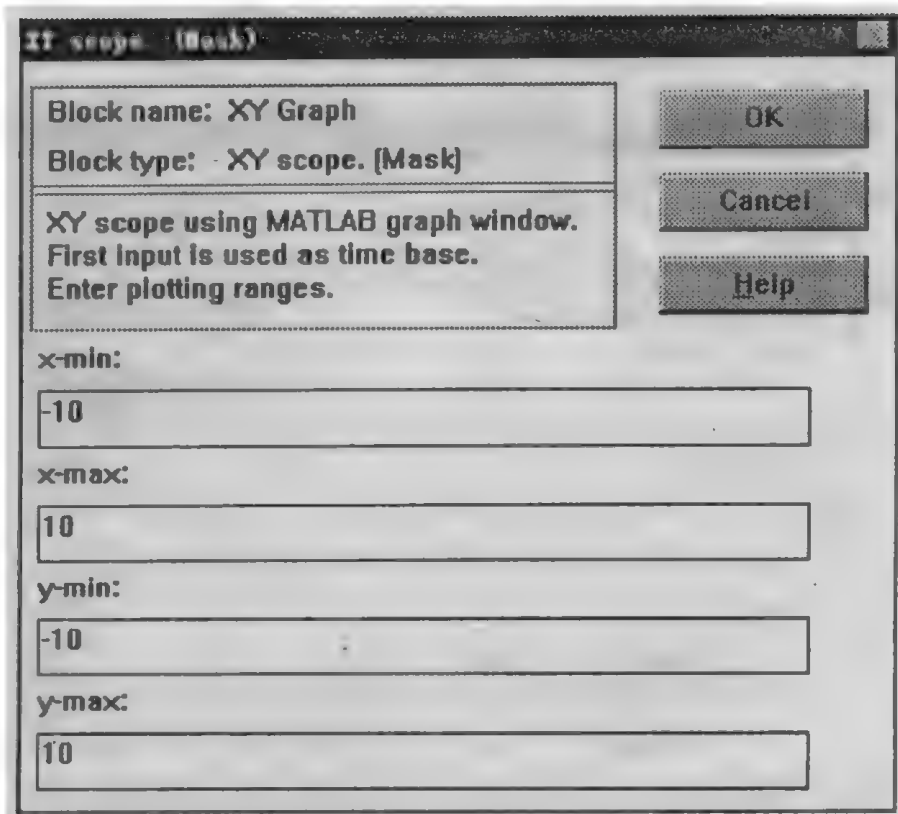 XY scope. (Mask)
Block name: XY Graph
Block type: XY scope. (Mask)
XY scope using MATLAB graph window.
First input is used as time base.
Enter plotting ranges.
OK
Cancel
Help
x-min:
-10
x-max:
10
y-min:
-10
y-max:
10